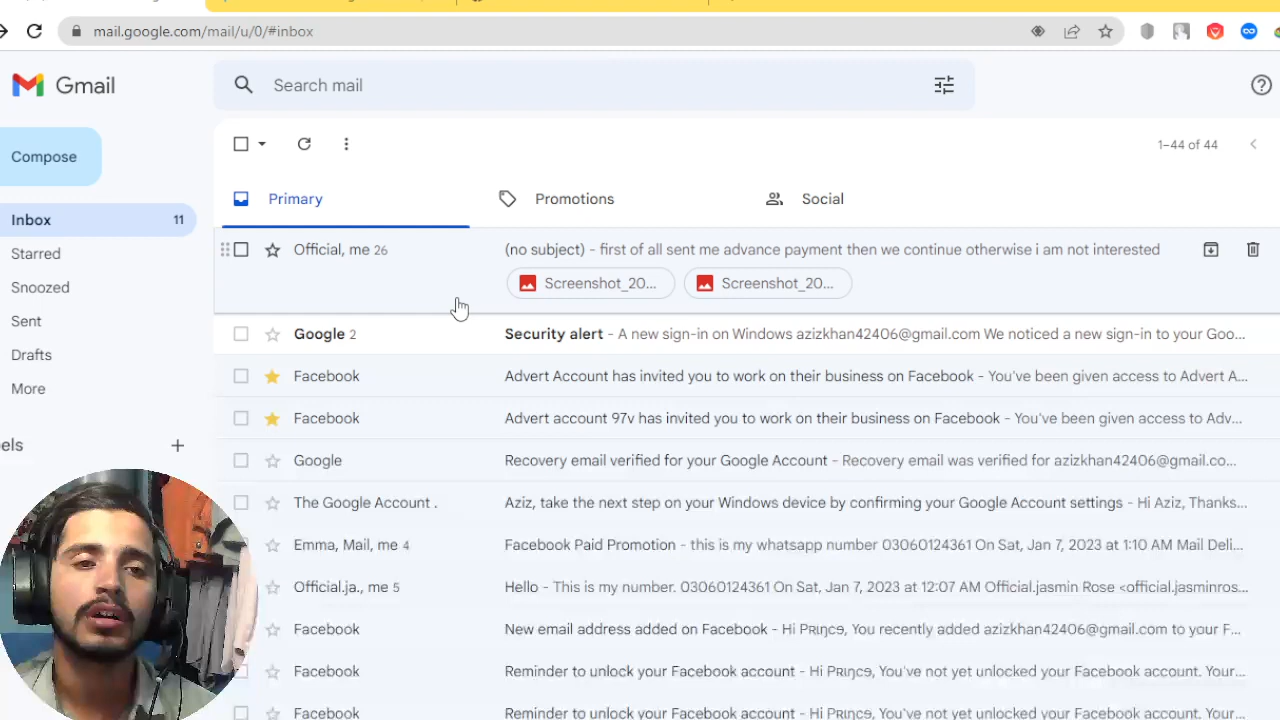 mail.google.com/mail/u/0/#inbox
Gmail
Search mail
Compose
1–44 of 44
Primary
Promotions
Social
Inbox 11
Starred
Snoozed
Sent
Drafts
More
els
Official, me 26 (no subject) - first of all sent me advance payment then we continue otherwise i am not interested
Screenshot_20... Screenshot_20...
Google 2 Security alert - A new sign-in on Windows azizkhan42406@gmail.com We noticed a new sign-in to your Goo...
Facebook Advert Account has invited you to work on their business on Facebook - You've been given access to Advert A...
Facebook Advert account 97v has invited you to work on their business on Facebook - You've been given access to Adv...
Google Recovery email verified for your Google Account - Recovery email was verified for azizkhan42406@gmail.co...
The Google Account . Aziz, take the next step on your Windows device by confirming your Google Account settings - Hi Aziz, Thanks...
Emma, Mail, me 4 Facebook Paid Promotion - this is my whatsapp number 03060124361 On Sat, Jan 7, 2023 at 1:10 AM Mail Deli...
Official.ja., me 5 Hello - This is my number. 03060124361 On Sat, Jan 7, 2023 at 12:07 AM Official.jasmin Rose <official.jasminros...
Facebook New email address added on Facebook - Hi Pʀıŋcɘ, You recently added azizkhan42406@gmail.com to your F...
Facebook Reminder to unlock your Facebook account - Hi Pʀıŋcɘ, You've not yet unlocked your Facebook account. Your...
Facebook Reminder to unlock your Facebook account - Hi Pʀıŋcɘ, You've not yet unlocked your Facebook account. Your...